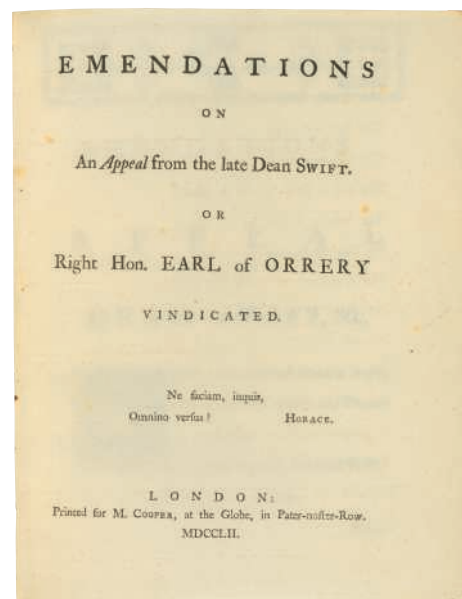 EMENDATIONS
ON
An Appeal from the late Dean SWIFT.
OR
Right Hon. EARL of ORRERY
VINDICATED.
Ne faciam, inquis,
Omnino versus? HORACE.
LONDON:
Printed for M. COOPER, at the Globe, in Pater-noster-Row.
MDCCLII.